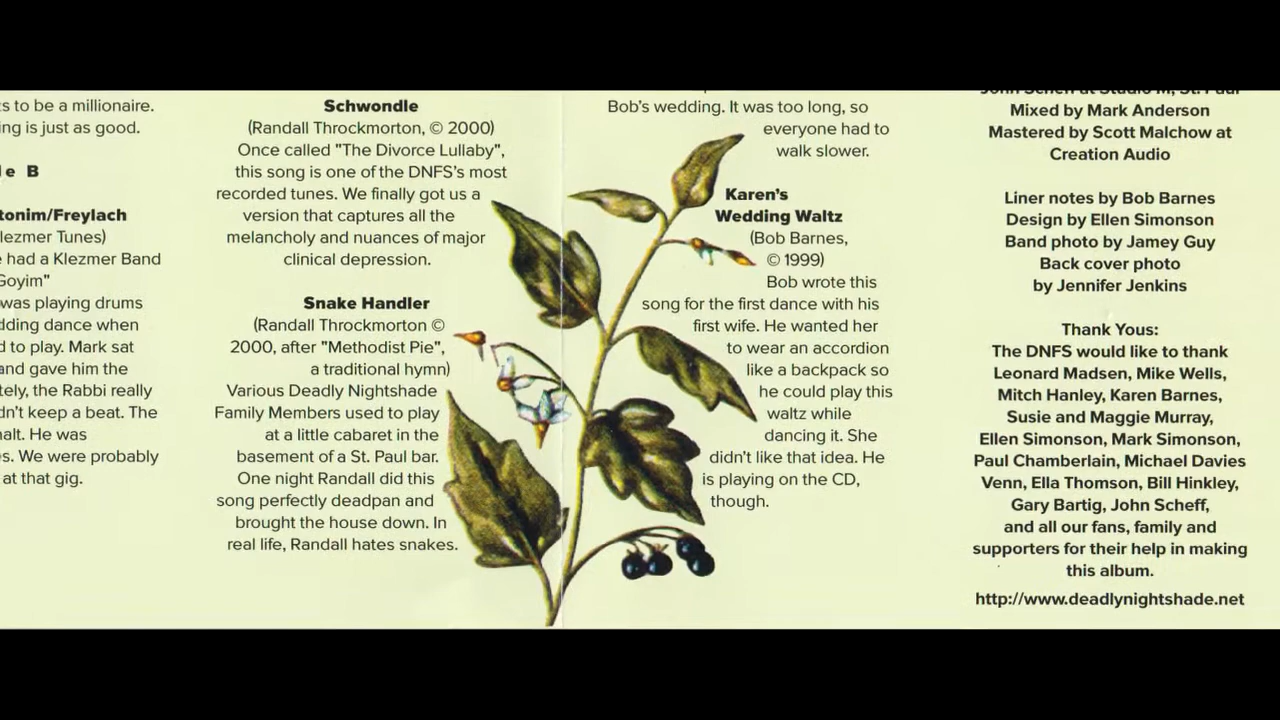 ts to be a millionaire.
ing is just as good.
le B
tonim/Freylach
lezmer Tunes)
e had a Klezmer Band
Goyim"
was playing drums
dding dance when
d to play. Mark sat
and gave him the
tely, the Rabbi really
dn't keep a beat. The
halt. He was
es. We were probably
at that gig.
Schwondle
(Randall Throckmorton, © 2000)
Once called "The Divorce Lullaby",
this song is one of the DNFS's most
recorded tunes. We finally got us a
version that captures all the
melancholy and nuances of major
clinical depression.
Snake Handler
(Randall Throckmorton ©
2000, after "Methodist Pie",
a traditional hymn)
Various Deadly Nightshade
Family Members used to play
at a little cabaret in the
basement of a St. Paul bar.
One night Randall did this
song perfectly deadpan and
brought the house down. In
real life, Randall hates snakes.
Bob's wedding. It was too long, so
everyone had to
walk slower.
Karen's
Wedding Waltz
(Bob Barnes,
© 1999)
Bob wrote this
song for the first dance with his
first wife. He wanted her
to wear an accordion
like a backpack so
he could play this
waltz while
dancing it. She
didn't like that idea. He
is playing on the CD,
though.
at Studio M, St. Paul
Mixed by Mark Anderson
Mastered by Scott Malchow at
Creation Audio
Liner notes by Bob Barnes
Design by Ellen Simonson
Band photo by Jamey Guy
Back cover photo
by Jennifer Jenkins
Thank Yous:
The DNFS would like to thank
Leonard Madsen, Mike Wells,
Mitch Hanley, Karen Barnes,
Susie and Maggie Murray,
Ellen Simonson, Mark Simonson,
Paul Chamberlain, Michael Davies
Venn, Ella Thomson, Bill Hinkley,
Gary Bartig, John Scheff,
and all our fans, family and
supporters for their help in making
this album.
http://www.deadlynightshade.net